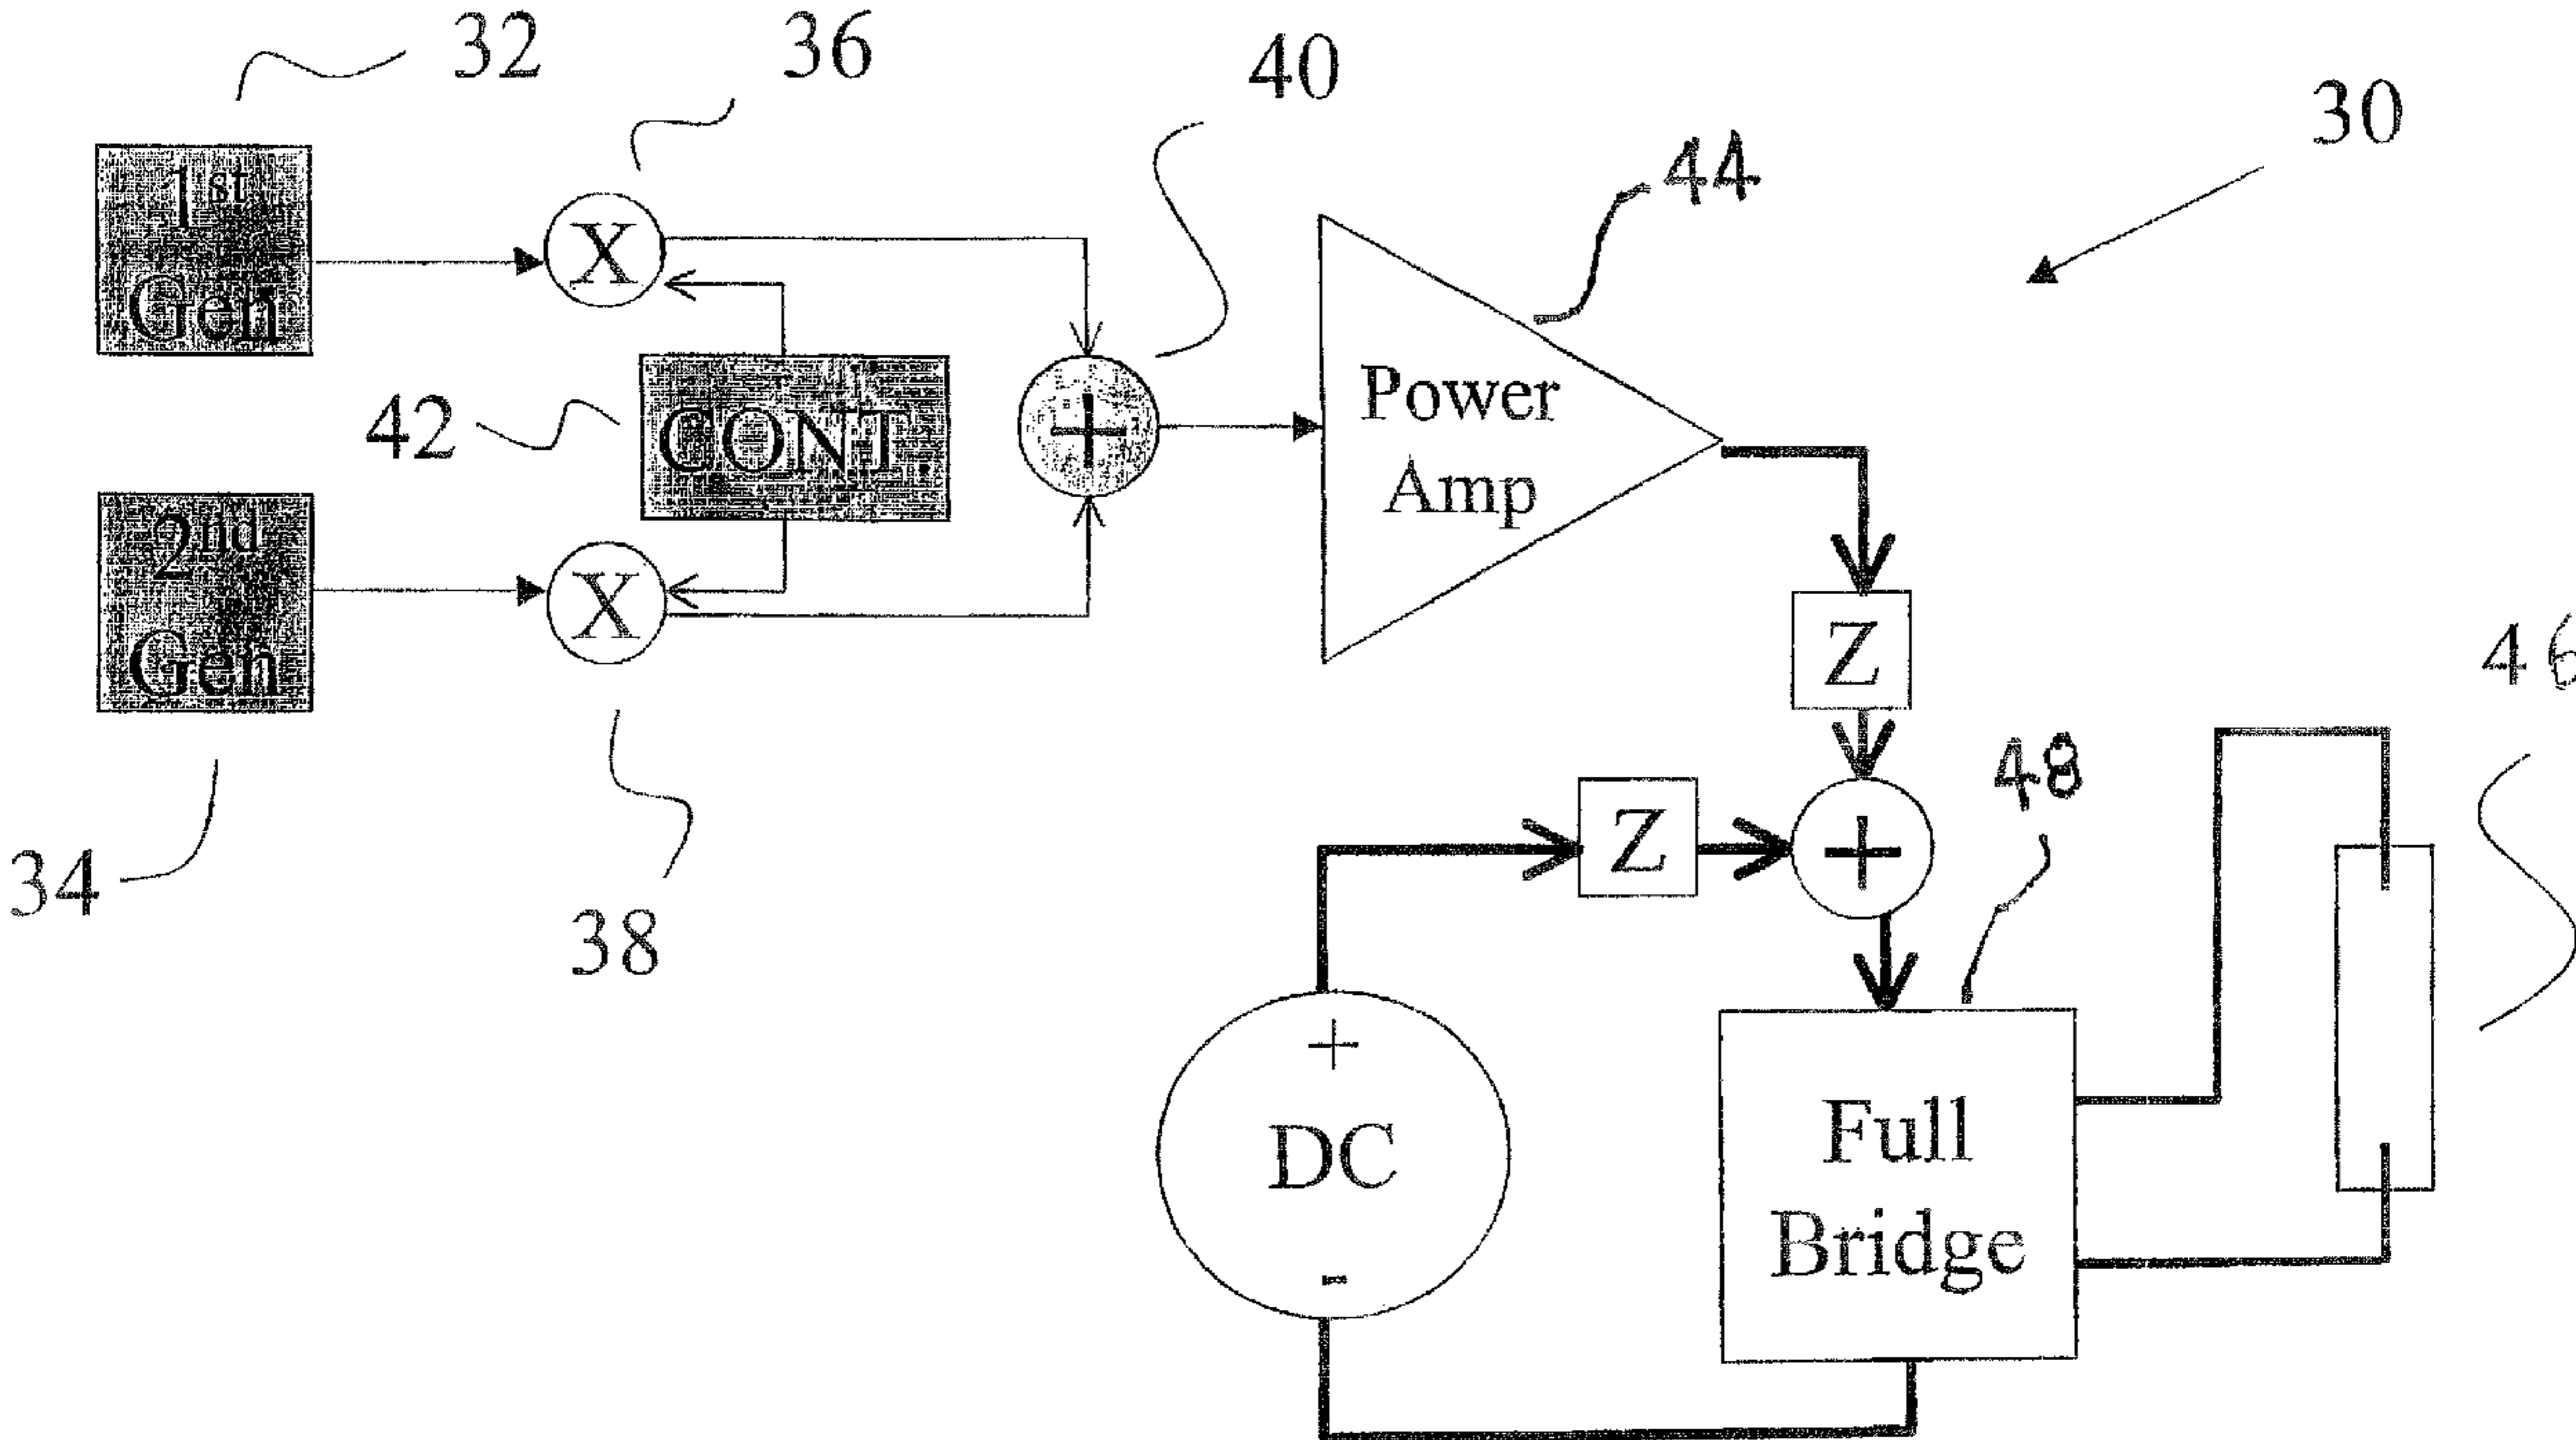 32
36
40
30
44
1st
Gen
X
42
CONT.
+
Power
Amp
2nd
Gen
X
Z
46
34
38
Z
+
48
+
DC
-
Full
Bridge